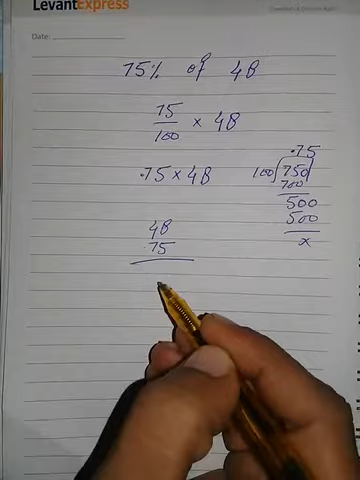 LevantExpress
Date:
75% of 48
75/100 × 48
.75 × 48
.75
100 ) 750
700
500
500
x
48
.75